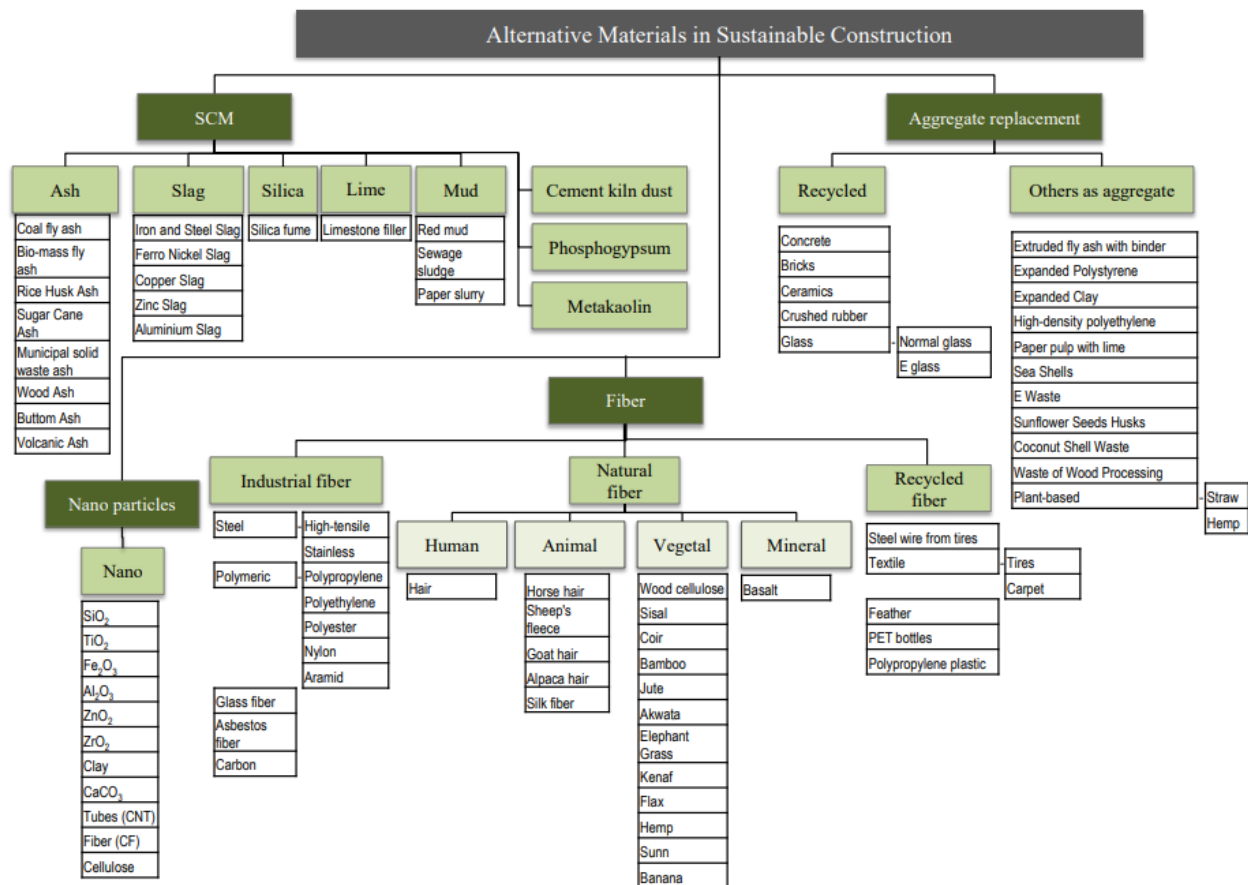 Alternative Materials in Sustainable Construction
SCM
Aggregate replacement
Ash
Slag
Silica
Lime
Mud
Cement kiln dust
Phosphogypsum
Metakaolin
Coal fly ash
Bio-mass fly
ash
Rice Husk Ash
Sugar Cane
Ash
Municipal solid
waste ash
Wood Ash
Buttom Ash
Volcanic Ash
Iron and Steel Slag
Ferro Nickel Slag
Copper Slag
Zinc Slag
Aluminium Slag
Silica fume
Limestone filler
Red mud
Sewage
sludge
Paper slurry
Recycled
Concrete
Bricks
Ceramics
Crushed rubber
Glass
Normal glass
E glass
Others as aggregate
Extruded fly ash with binder
Expanded Polystyrene
Expanded Clay
High-density polyethylene
Paper pulp with lime
Sea Shells
E Waste
Sunflower Seeds Husks
Coconut Shell Waste
Waste of Wood Processing
Plant-based
Straw
Hemp
Nano particles
Nano
SiO₂
TiO₂
Fe₂O₃
Al₂O₃
ZnO₂
ZrO₂
Clay
CaCO₃
Tubes (CNT)
Fiber (CF)
Cellulose
Fiber
Industrial fiber
Steel
High-tensile
Stainless
Polymeric
Polypropylene
Polyethylene
Polyester
Nylon
Aramid
Glass fiber
Asbestos
fiber
Carbon
Natural
fiber
Human
Hair
Animal
Horse hair
Sheep's
fleece
Goat hair
Alpaca hair
Silk fiber
Vegetal
Wood cellulose
Sisal
Coir
Bamboo
Jute
Akwata
Elephant
Grass
Kenaf
Flax
Hemp
Sunn
Banana
Mineral
Basalt
Recycled
fiber
Steel wire from tires
Textile
Tires
Carpet
Feather
PET bottles
Polypropylene plastic